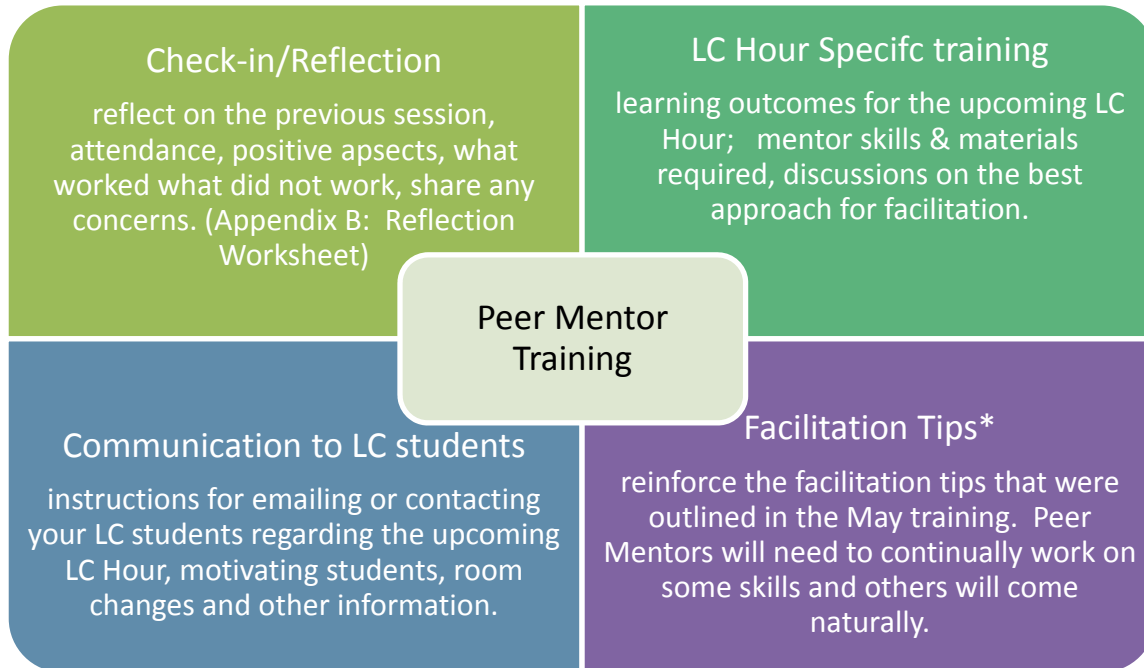 Check-in/Reflection
reflect on the previous session,
attendance, positive apsects, what
worked what did not work, share any
concerns. (Appendix B:  Reflection
Worksheet)
LC Hour Specifc training
learning outcomes for the upcoming LC
Hour;   mentor skills & materials
required, discussions on the best
approach for facilitation.
Peer Mentor
Training
Communication to LC students
instructions for emailing or contacting
your LC students regarding the upcoming
LC Hour, motivating students, room
changes and other information.
Facilitation Tips*
reinforce the facilitation tips that were
outlined in the May training.  Peer
Mentors will need to continually work on
some skills and others will come
naturally.